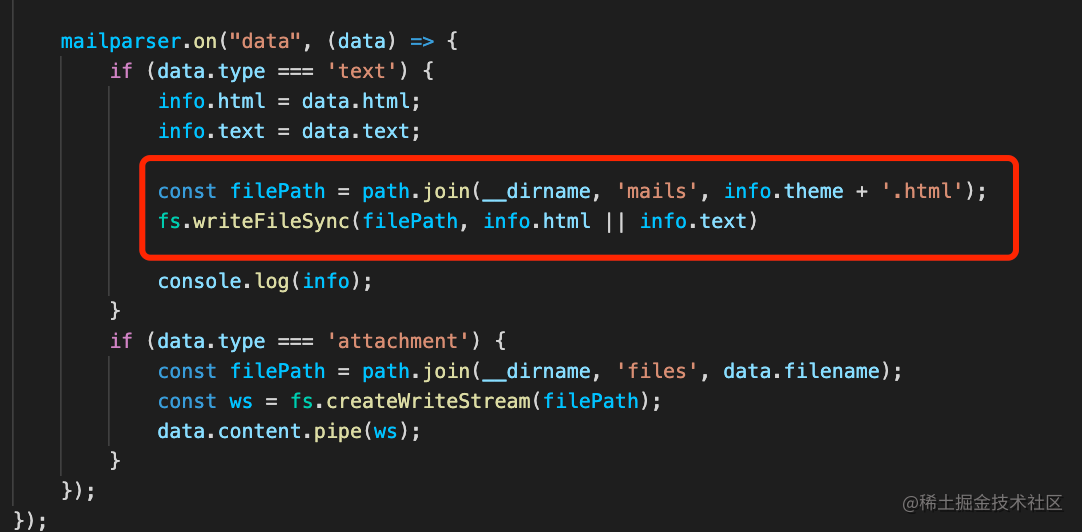 mailparser.on("data", (data) => {
if (data.type === 'text') {
info.html = data.html;
info.text = data.text;
const filePath = path.join(__dirname, 'mails', info.theme + '.html');
fs.writeFileSync(filePath, info.html || info.text)
console.log(info);
}
if (data.type === 'attachment') {
const filePath = path.join(__dirname, 'files', data.filename);
const ws = fs.createWriteStream(filePath);
data.content.pipe(ws);
}
});
});
@稀土掘金技术社区